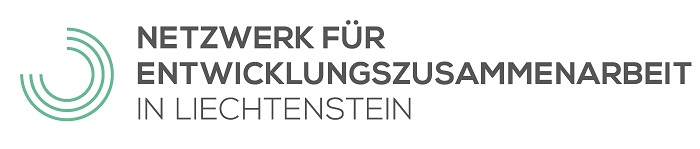 NETZWERK FÜR
ENTWICKLUNGSZUSAMMENARBEIT
IN LIECHTENSTEIN